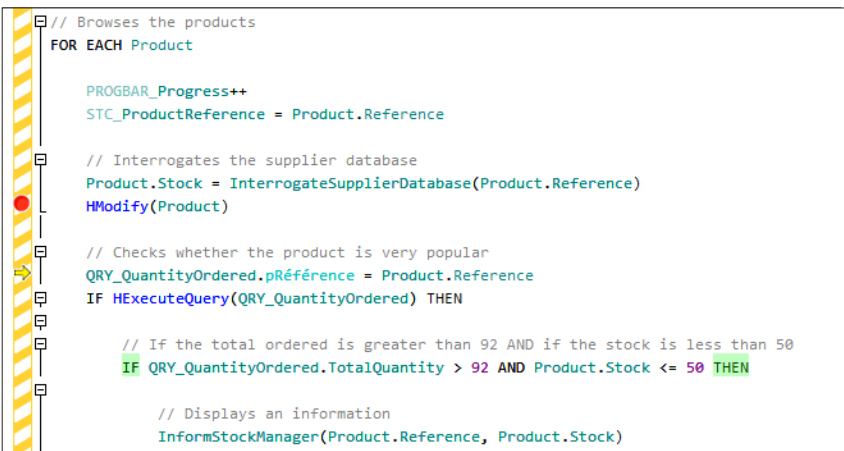 // Browses the products
FOR EACH Product
PROGBAR_Progress++
STC_ProductReference = Product.Reference
// Interrogates the supplier database
Product.Stock = InterrogateSupplierDatabase(Product.Reference)
HModify(Product)
// Checks whether the product is very popular
QRY_QuantityOrdered.pRéférence = Product.Reference
IF HExecuteQuery(QRY_QuantityOrdered) THEN
// If the total ordered is greater than 92 AND if the stock is less than 50
IF QRY_QuantityOrdered.TotalQuantity > 92 AND Product.Stock <= 50 THEN
// Displays an information
InformStockManager(Product.Reference, Product.Stock)